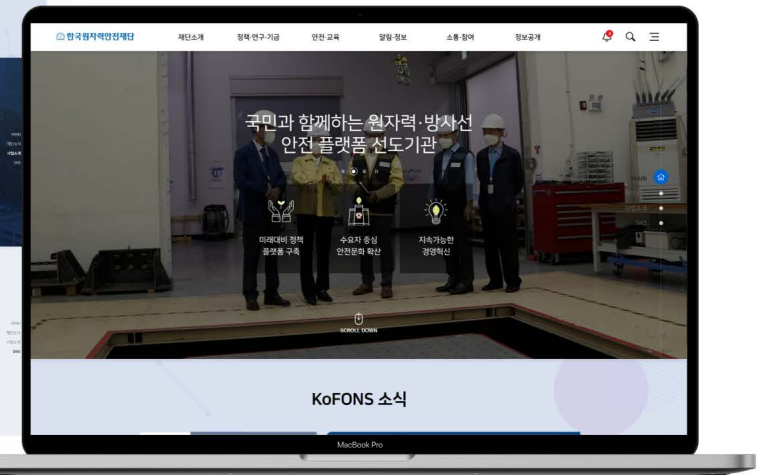 한국원자력안전재단
재단소개 정책·연구·기금 안전·교육 알림·정보 소통·참여 정보공개
국민과 함께하는 원자력·방사선
안전 플랫폼 선도기관
MAIN
미래대비 정책
플랫폼 구축
수요자 중심
안전문화 확산
지속가능한
경영혁신
SNS
SCROLL DOWN
KoFONS 소식
MacBook Pro